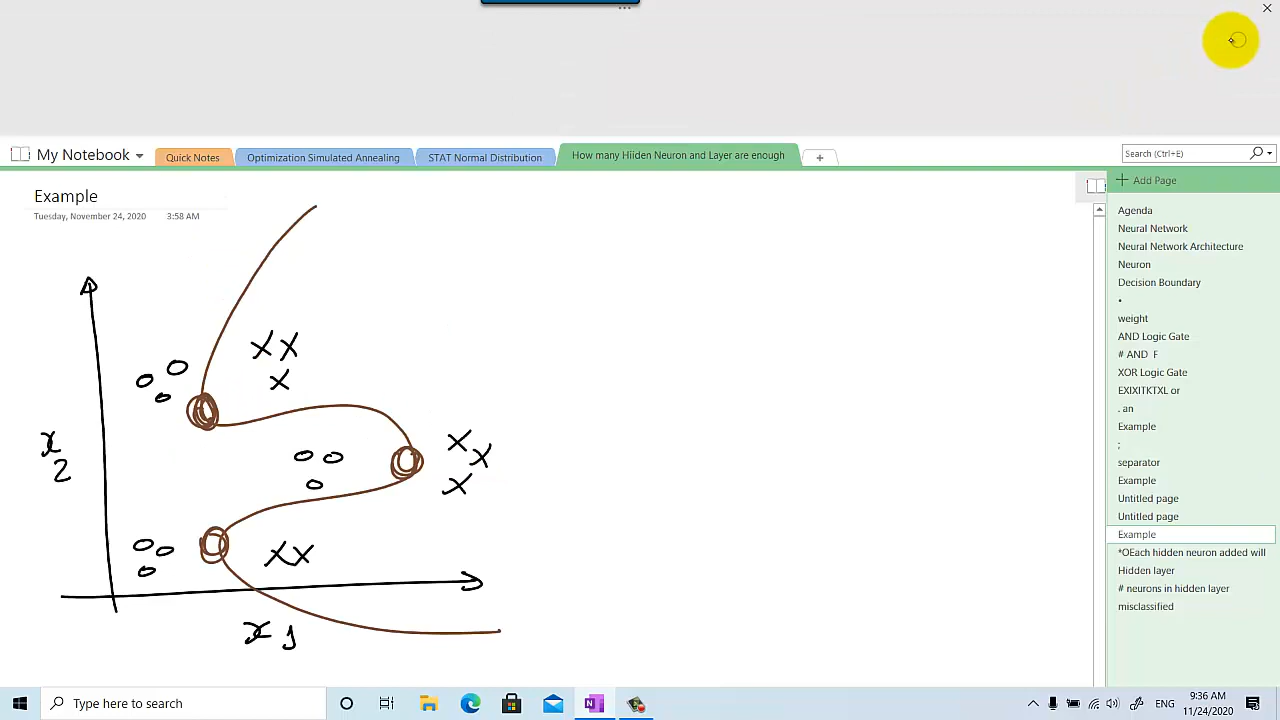 My Notebook
Quick Notes
Optimization Simulated Annealing
STAT Normal Distribution
How many Hiiden Neuron and Layer are enough
+
Search (Ctrl+E)
Example
Tuesday, November 24, 2020 3:58 AM
Add Page
Agenda
Neural Network
Neural Network Architecture
Neuron
Decision Boundary
•
weight
AND Logic Gate
# AND F
XOR Logic Gate
EXIXITKTXL or
. an
Example
;
separator
Example
Untitled page
Untitled page
Example
*OEach hidden neuron added will
Hidden layer
# neurons in hidden layer
misclassified
X X
X
x
2
X
X
X
X X
x 1
Type here to search
ENG
9:36 AM
11/24/2020